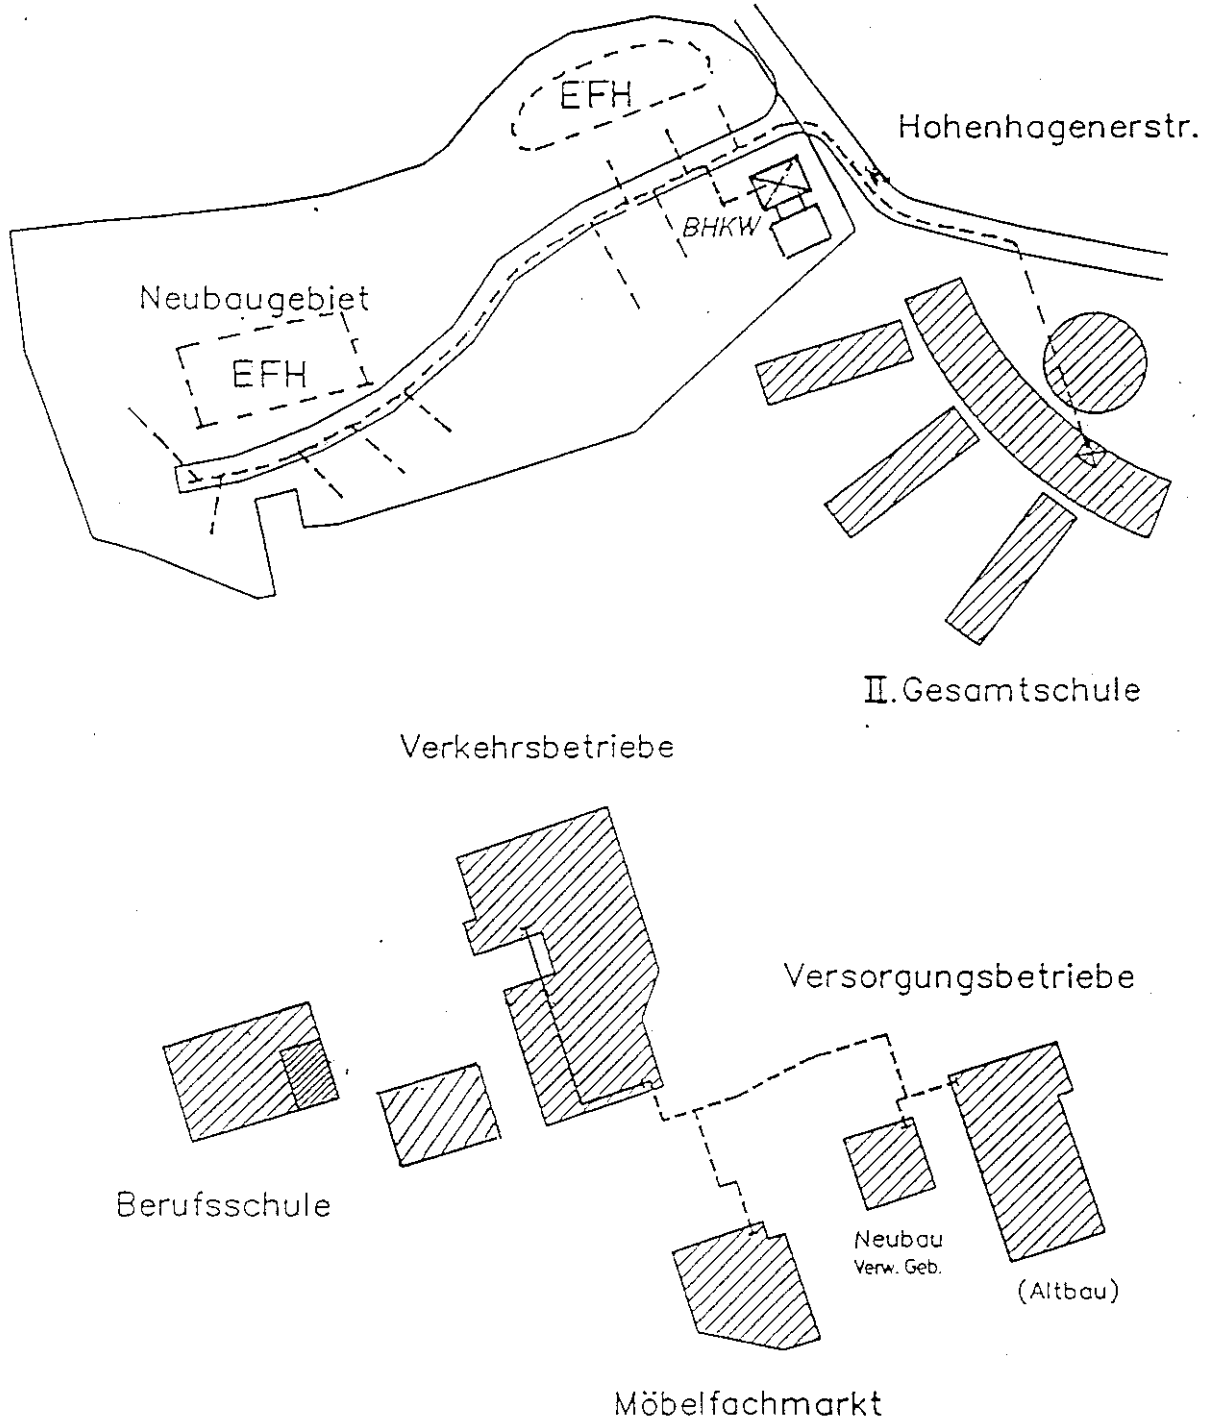 EFH
Hohenhagenerstr.
BHKW
Neubaugebiet
EFH
II. Gesamtschule
Verkehrsbetriebe
Versorgungsbetriebe
Berufsschule
Neubau
Verw. Geb.
(Altbau)
Möbelfachmarkt